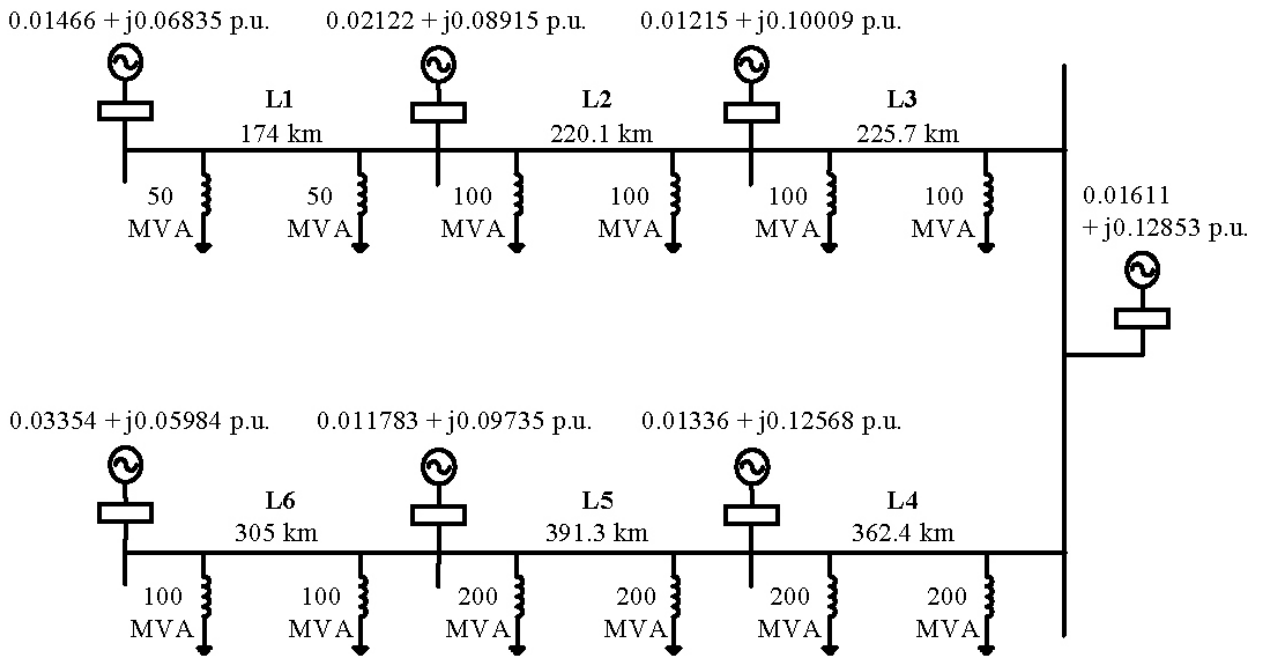 0.01466 + j0.06835 p.u. 0.02122 + j0.08915 p.u. 0.01215 + j0.10009 p.u.
L1 L2 L3
174 km 220.1 km 225.7 km
50 50 100 100 100 100
MVA MVA MVA MVA MVA MVA
0.01611
+ j0.12853 p.u.
0.03354 + j0.05984 p.u. 0.011783 + j0.09735 p.u. 0.01336 + j0.12568 p.u.
L6 L5 L4
305 km 391.3 km 362.4 km
100 100 200 200 200 200
MVA MVA MVA MVA MVA MVA